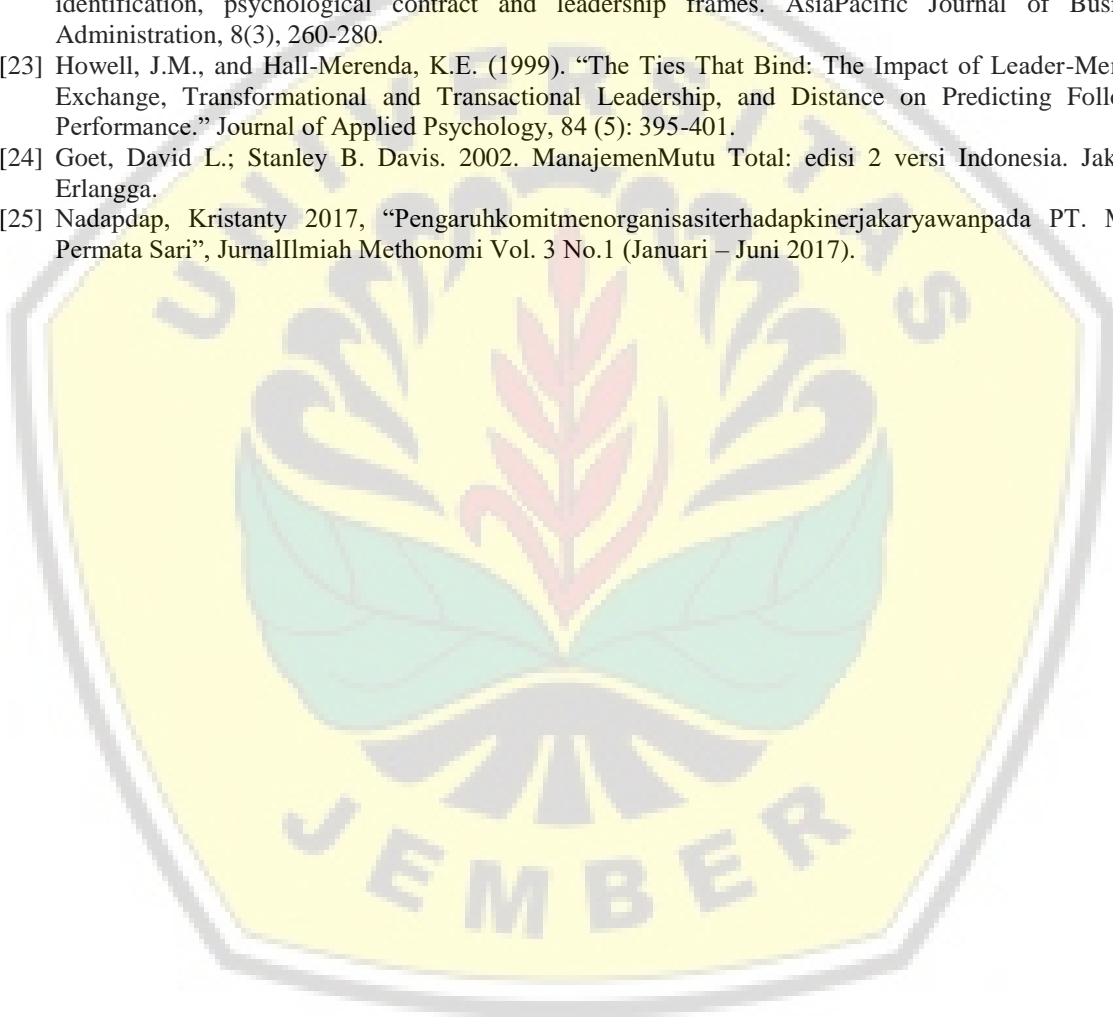 identification, psychological contract and leadership frames. AsiaPacific Journal of Busi
Administration, 8(3), 260-280.
[23] Howell, J.M., and Hall-Merenda, K.E. (1999). “The Ties That Bind: The Impact of Leader-Mem
Exchange, Transformational and Transactional Leadership, and Distance on Predicting Follo
Performance.” Journal of Applied Psychology, 84 (5): 395-401.
[24] Goet, David L.; Stanley B. Davis. 2002. ManajemenMutu Total: edisi 2 versi Indonesia. Jak
Erlangga.
[25] Nadapdap, Kristanty 2017, “Pengaruhkomitmenorganisasiterhadapkinerjakaryawanpada PT. M
Permata Sari”, JurnalIlmiah Methonomi Vol. 3 No.1 (Januari – Juni 2017).
UNIVERSITAS
JEMBER